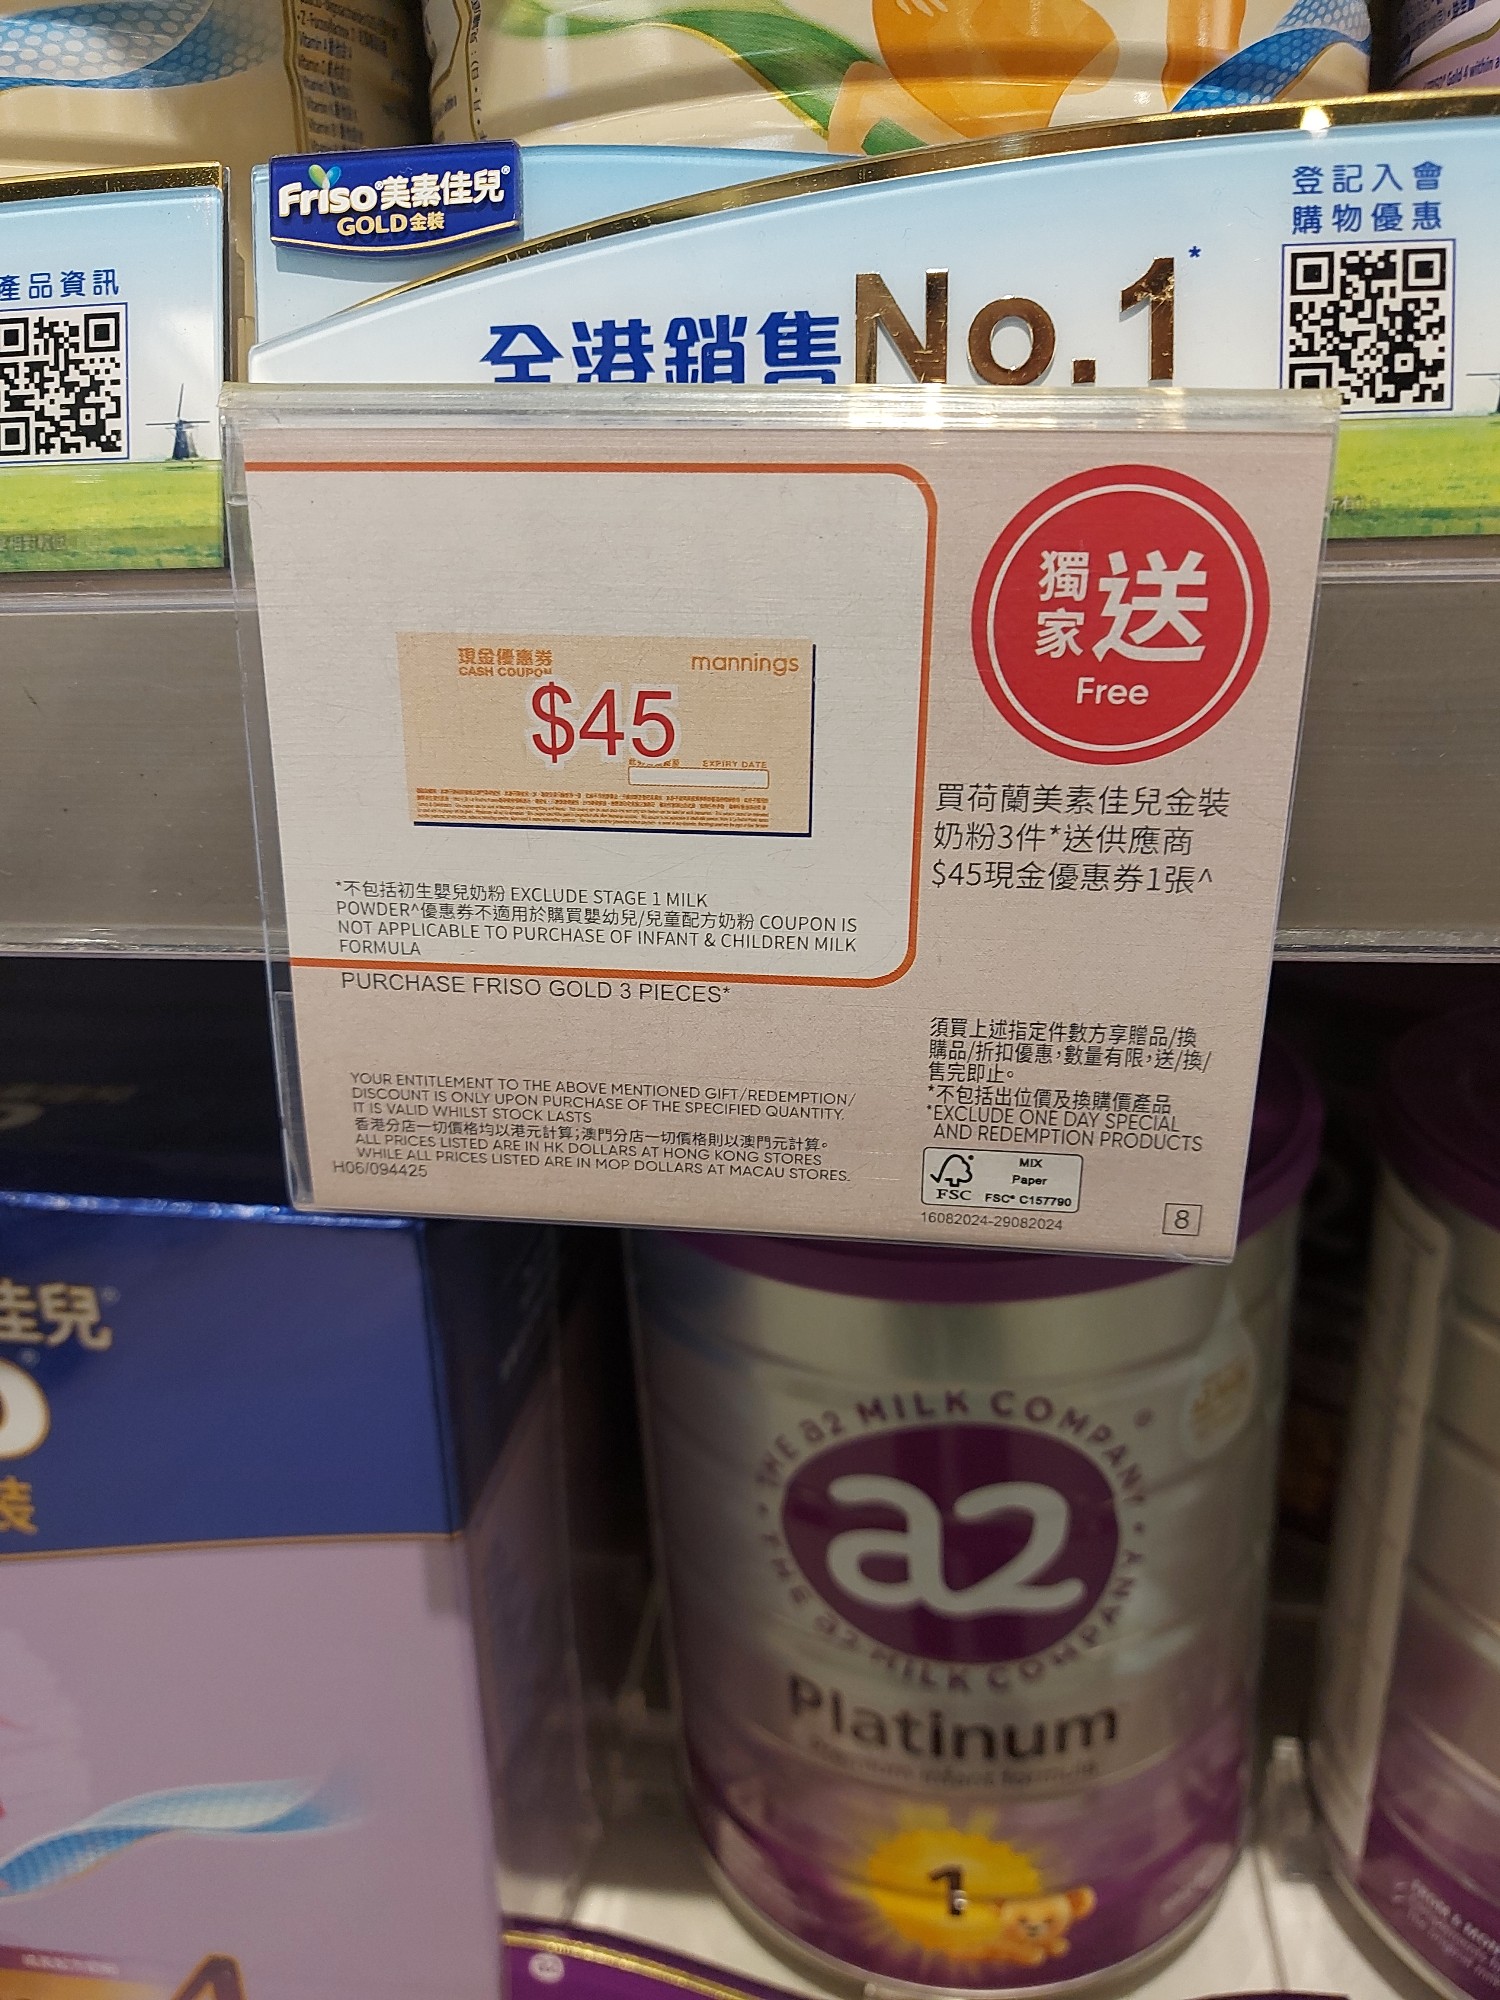 Friso®美素佳兒®
GOLD金裝
登記入會
購物優惠
產品資訊
全港銷售No.1*
現金優惠券
CASH COUPON
mannings
$45
EXPIRY DATE
獨家送
Free
買荷蘭美素佳兒金裝
奶粉3件*送供應商
$45現金優惠券1張^
*不包括初生嬰兒奶粉 EXCLUDE STAGE 1 MILK
POWDER^優惠券不適用於購買嬰幼兒/兒童配方奶粉 COUPON IS
NOT APPLICABLE TO PURCHASE OF INFANT & CHILDREN MILK
FORMULA
PURCHASE FRISO GOLD 3 PIECES*
須買上述指定件數方享贈品/換
購品/折扣優惠，數量有限，送/換/
售完即止。
*不包括出位價及換購價產品
*EXCLUDE ONE DAY SPECIAL
AND REDEMPTION PRODUCTS
YOUR ENTITLEMENT TO THE ABOVE MENTIONED GIFT/REDEMPTION/
DISCOUNT IS ONLY UPON PURCHASE OF THE SPECIFIED QUANTITY.
IT IS VALID WHILST STOCK LASTS
香港分店一切價格均以港元計算；澳門分店一切價格則以澳門元計算。
ALL PRICES LISTED ARE IN HK DOLLARS AT HONG KONG STORES
WHILE ALL PRICES LISTED ARE IN MOP DOLLARS AT MACAU STORES.
H06/094425
FSC
MIX
Paper
FSC® C157790
16082024-29082024
8
佳兒
裝
THE a2 MILK COMPANY
a2
THE a2 MILK COMPANY
Platinum
1